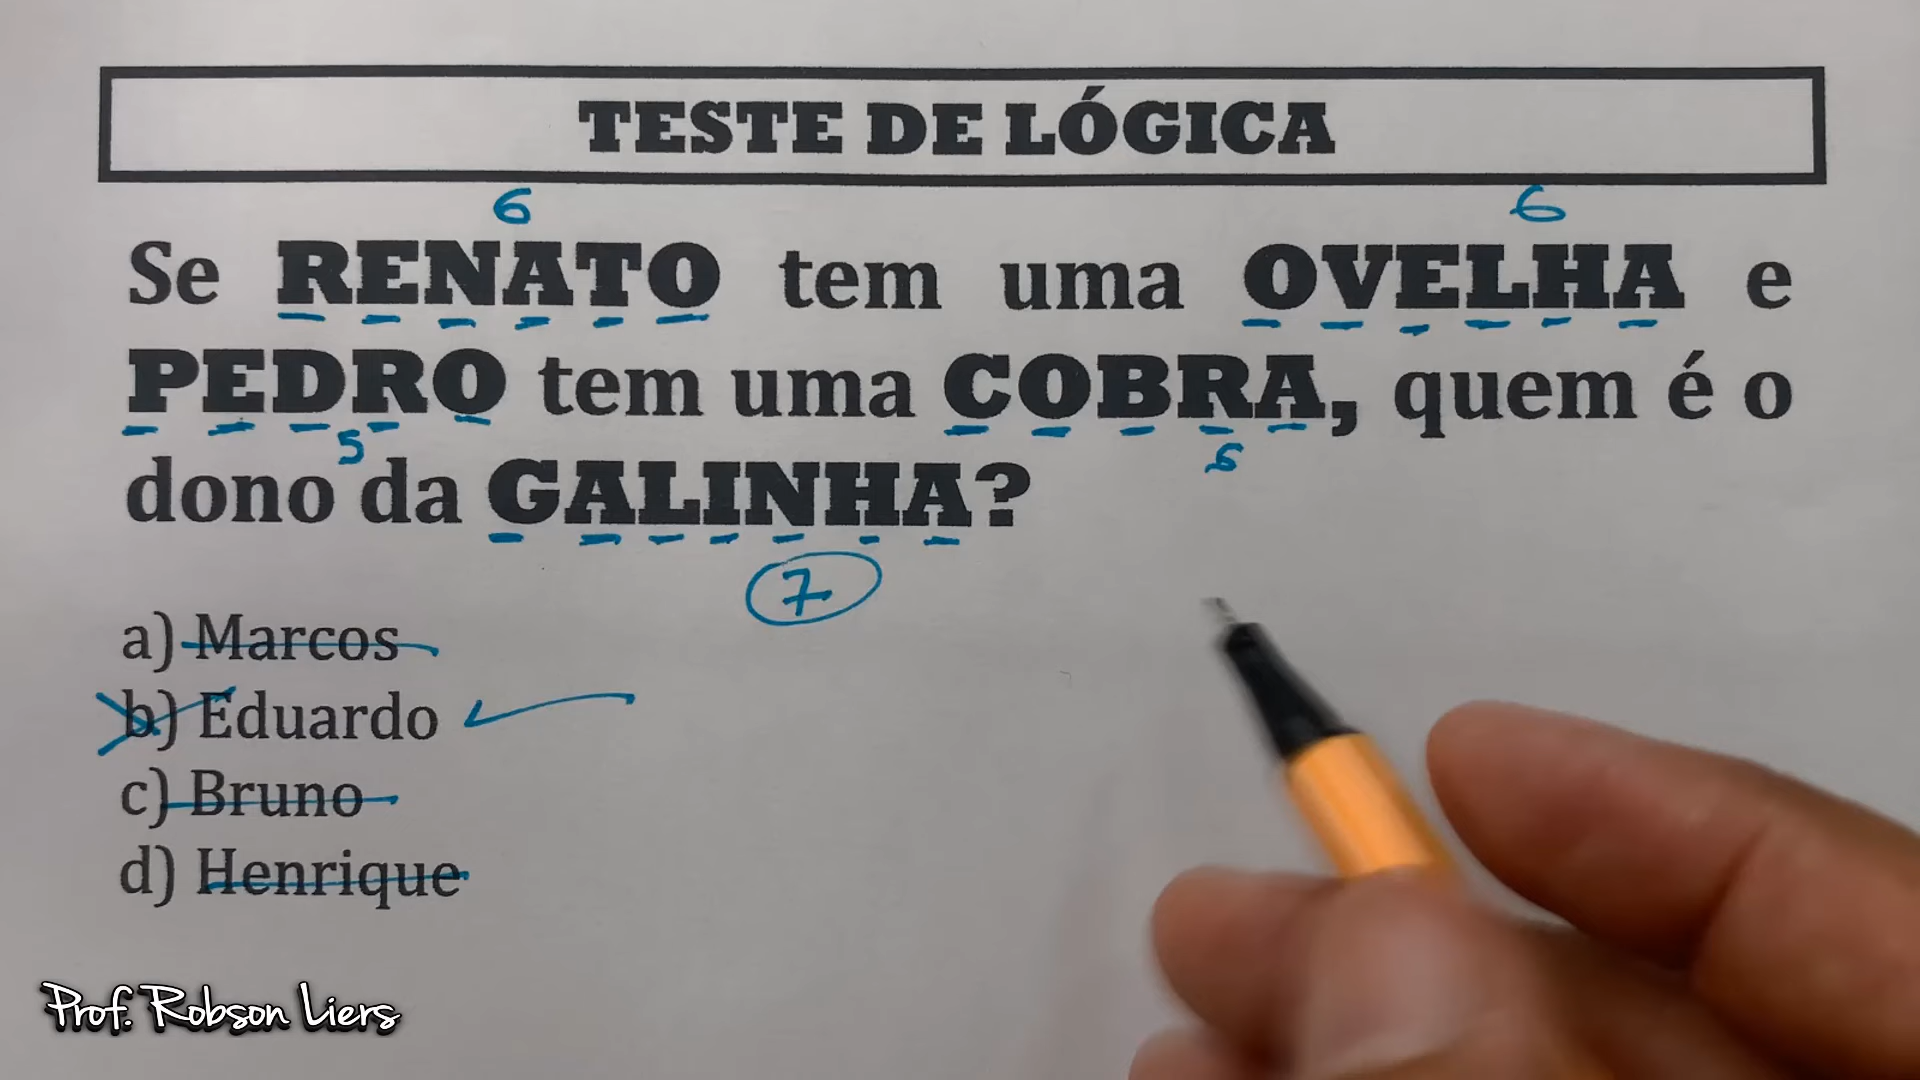 TESTE DE LÓGICA
6 6
Se RENATO tem uma OVELHA e
PEDRO tem uma COBRA, quem é o
5 5
dono da GALINHA?
7
a) Marcos
b) Eduardo
c) Bruno
d) Henrique
Prof. Robson Liers